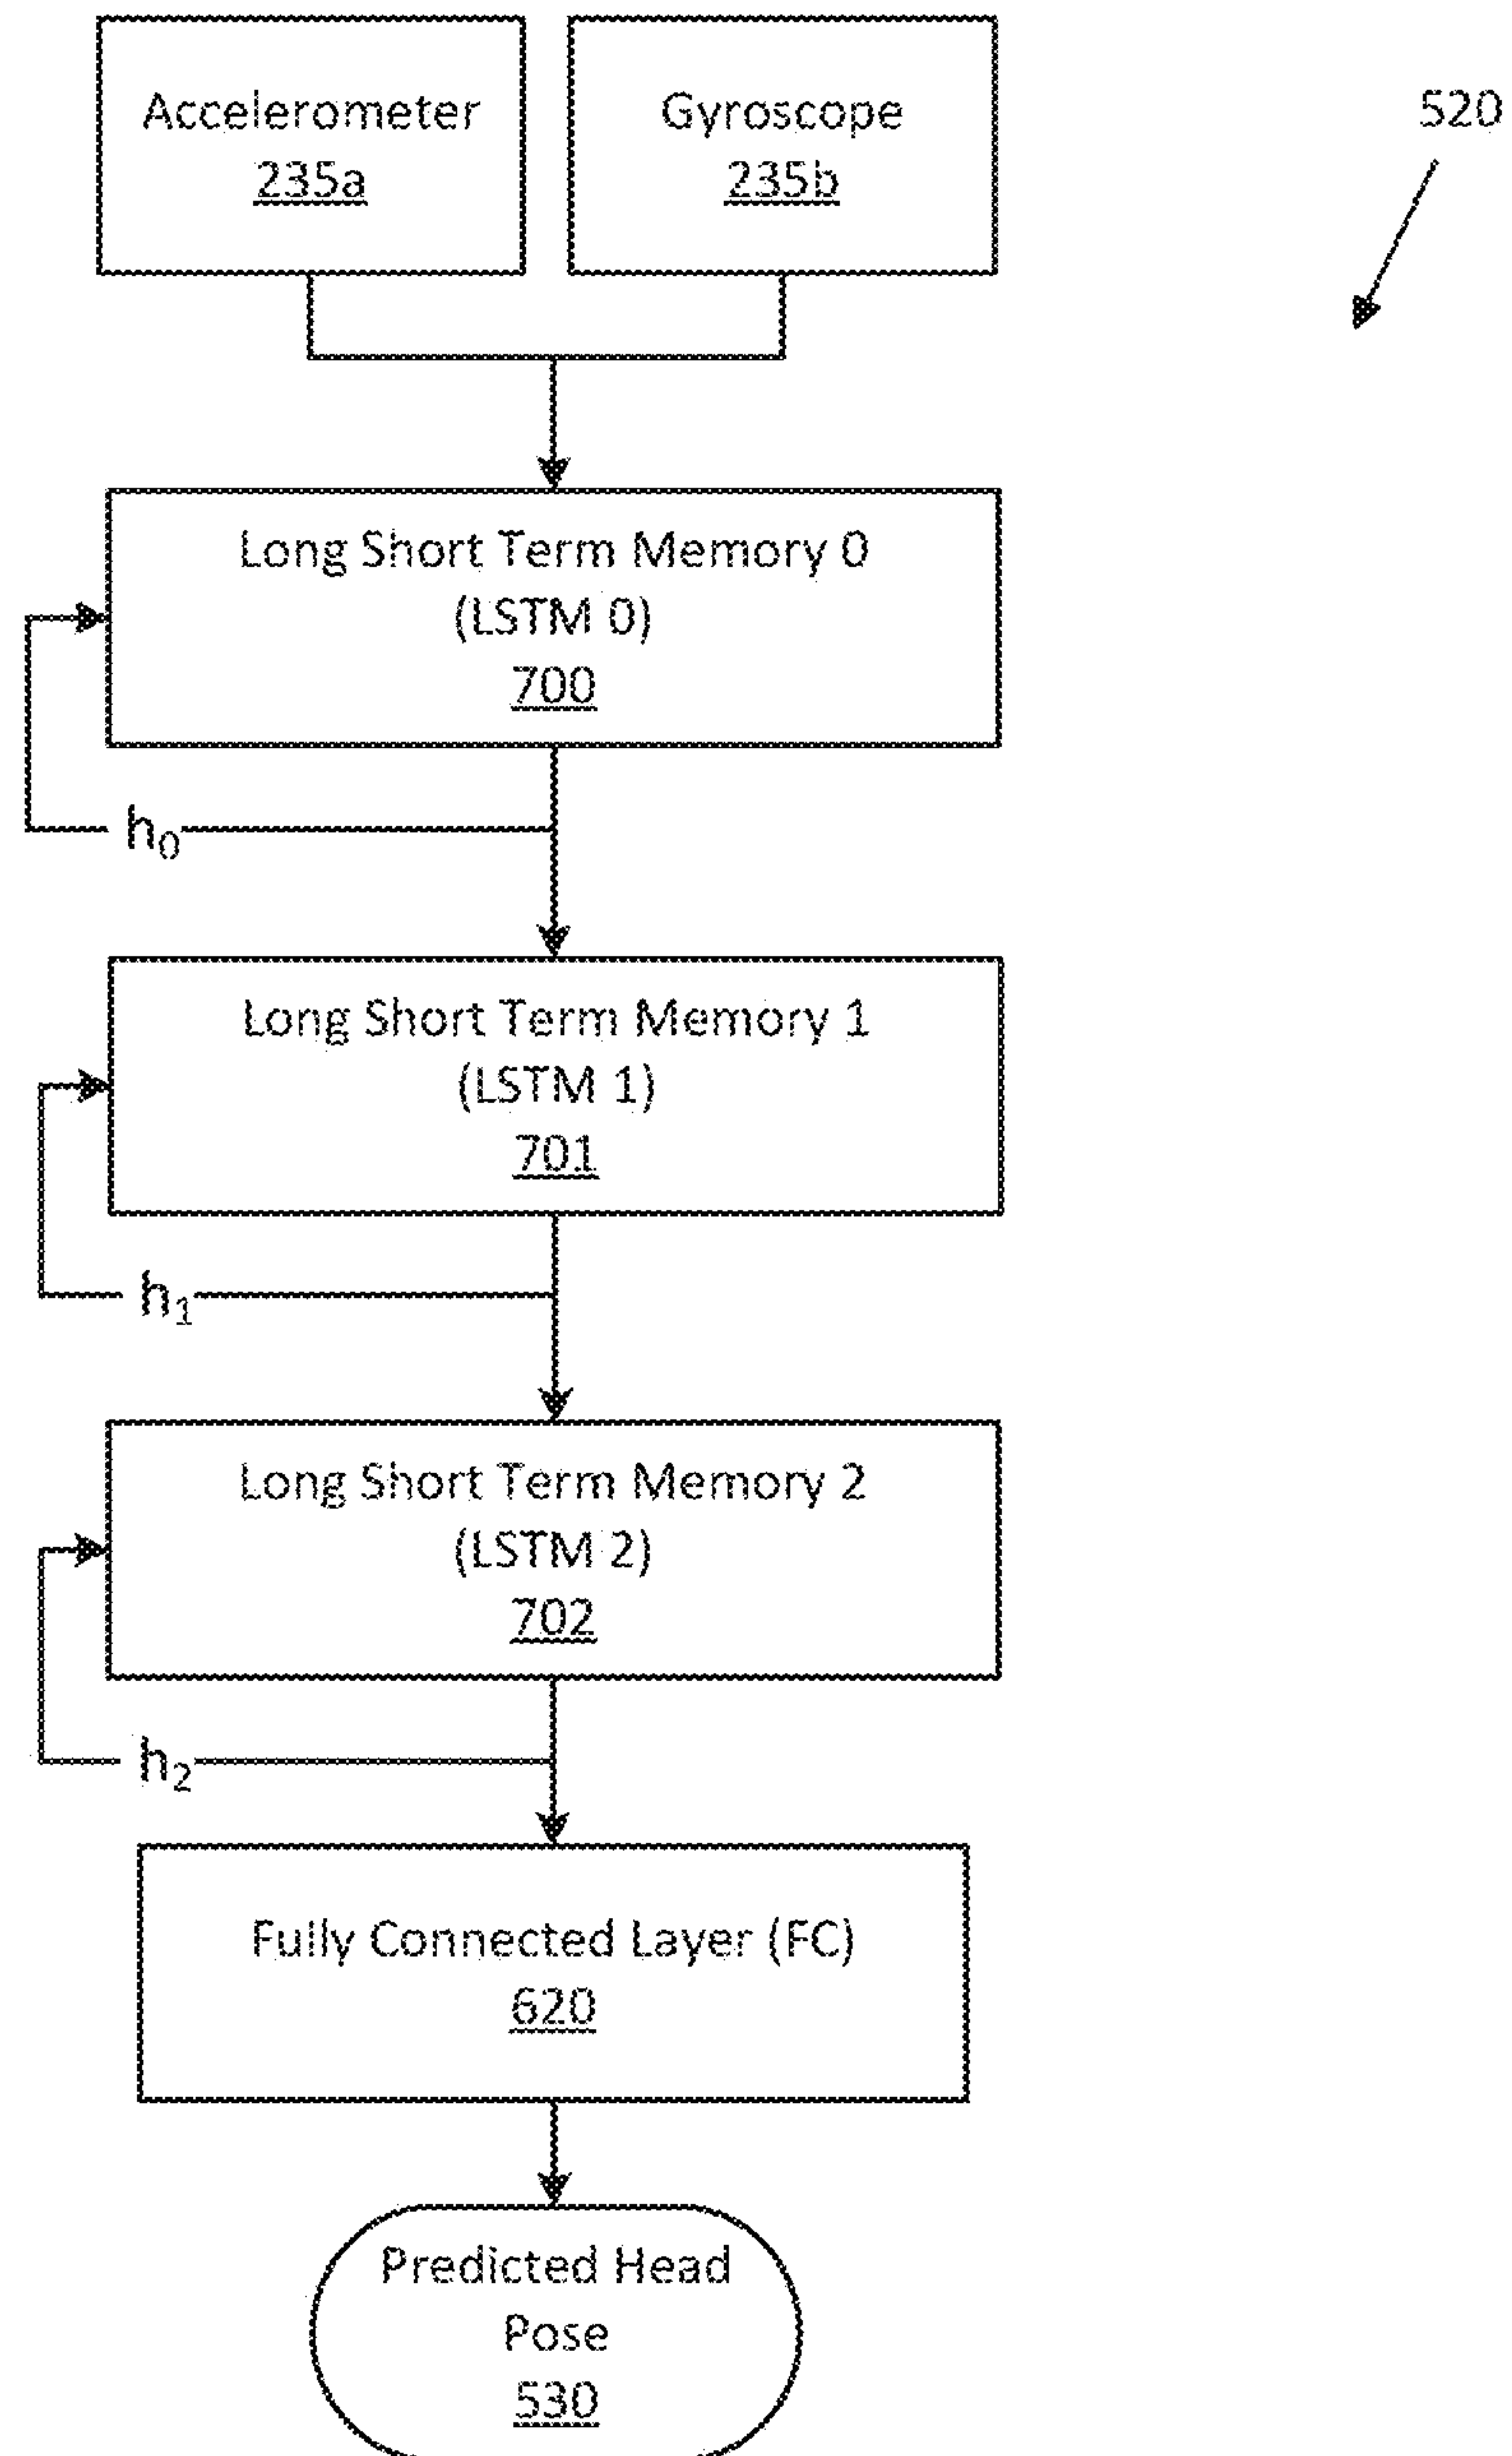 Accelerometer
235a
Gyroscope
235b
520
Long Short Term Memory 0
(LSTM 0)
700
h₀
Long Short Term Memory 1
(LSTM 1)
701
h₁
Long Short Term Memory 2
(LSTM 2)
702
h₂
Fully Connected Layer (FC)
620
Predicted Head
Pose
530